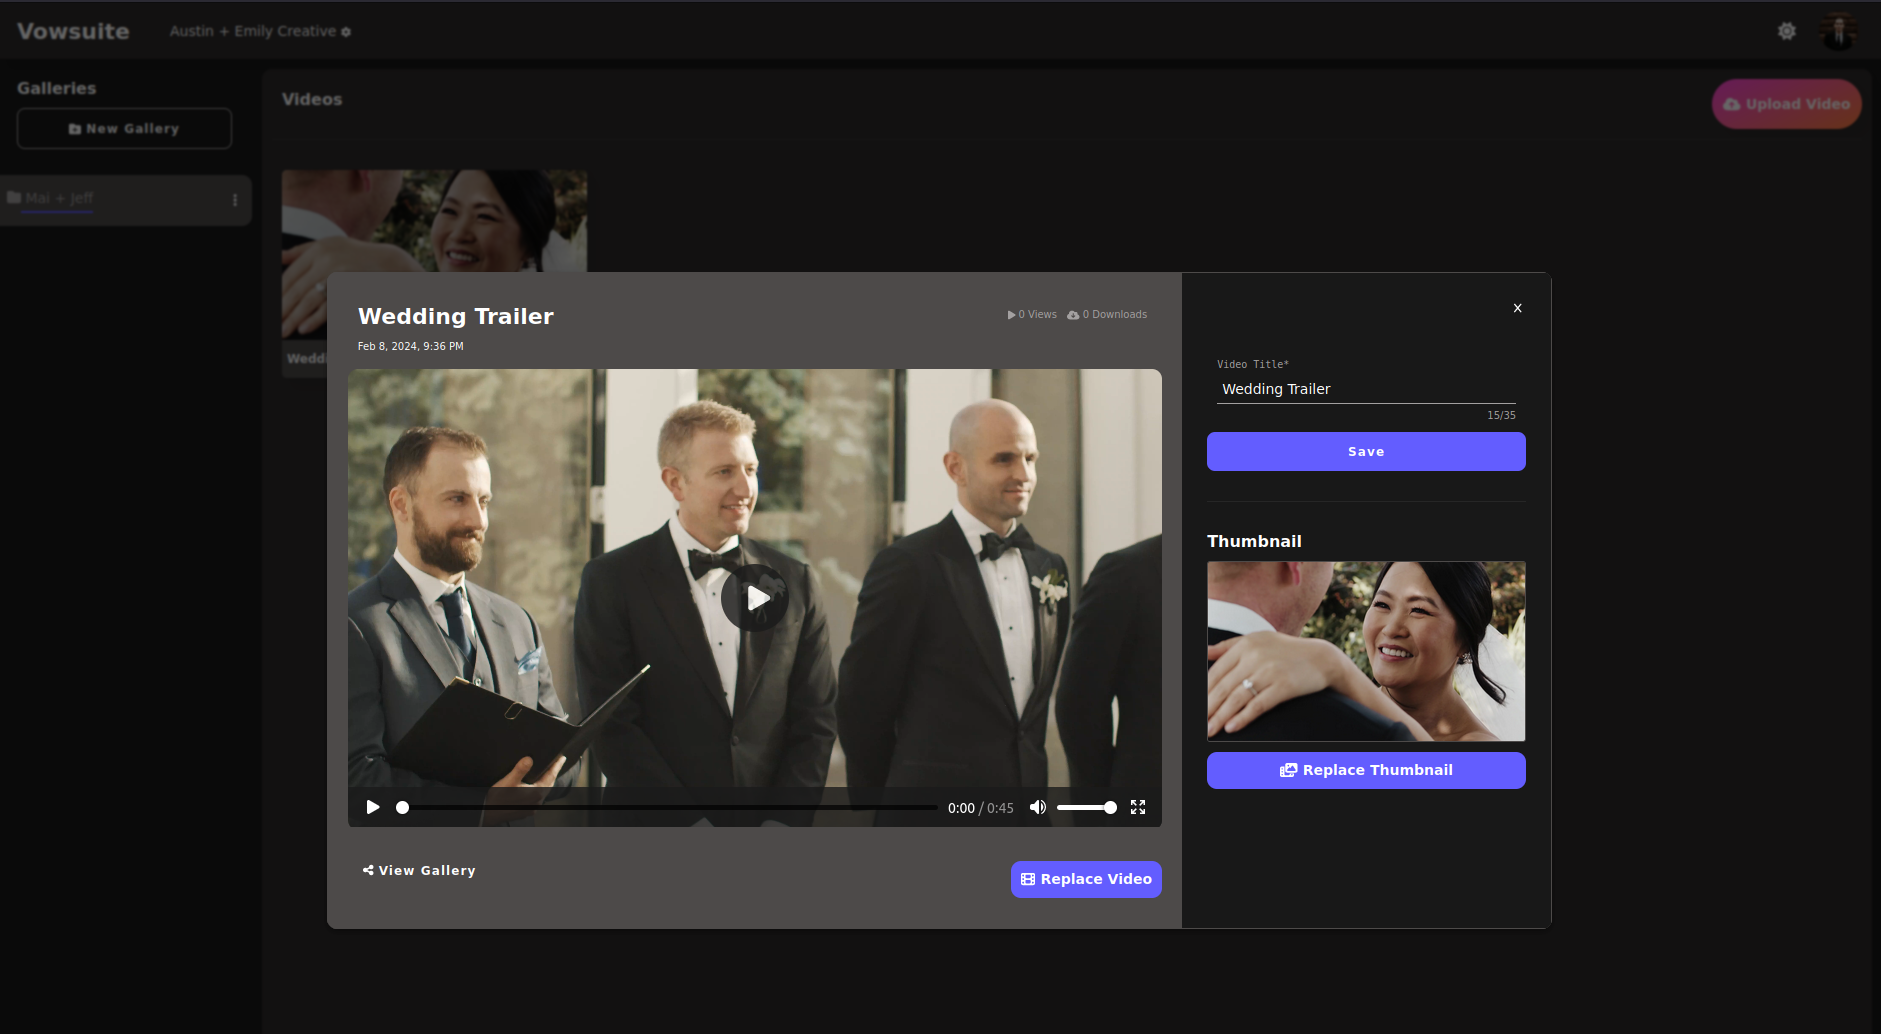 Vowsuite
Austin + Emily Creative
Galleries
New Gallery
Mai + Jeff
Videos
Upload Video
Wedding Trailer
0 Views
0 Downloads
Feb 8, 2024, 9:36 PM
0:00 / 0:45
View Gallery
Replace Video
X
Video Title*
Wedding Trailer
15/35
Save
Thumbnail
Replace Thumbnail
Weddi